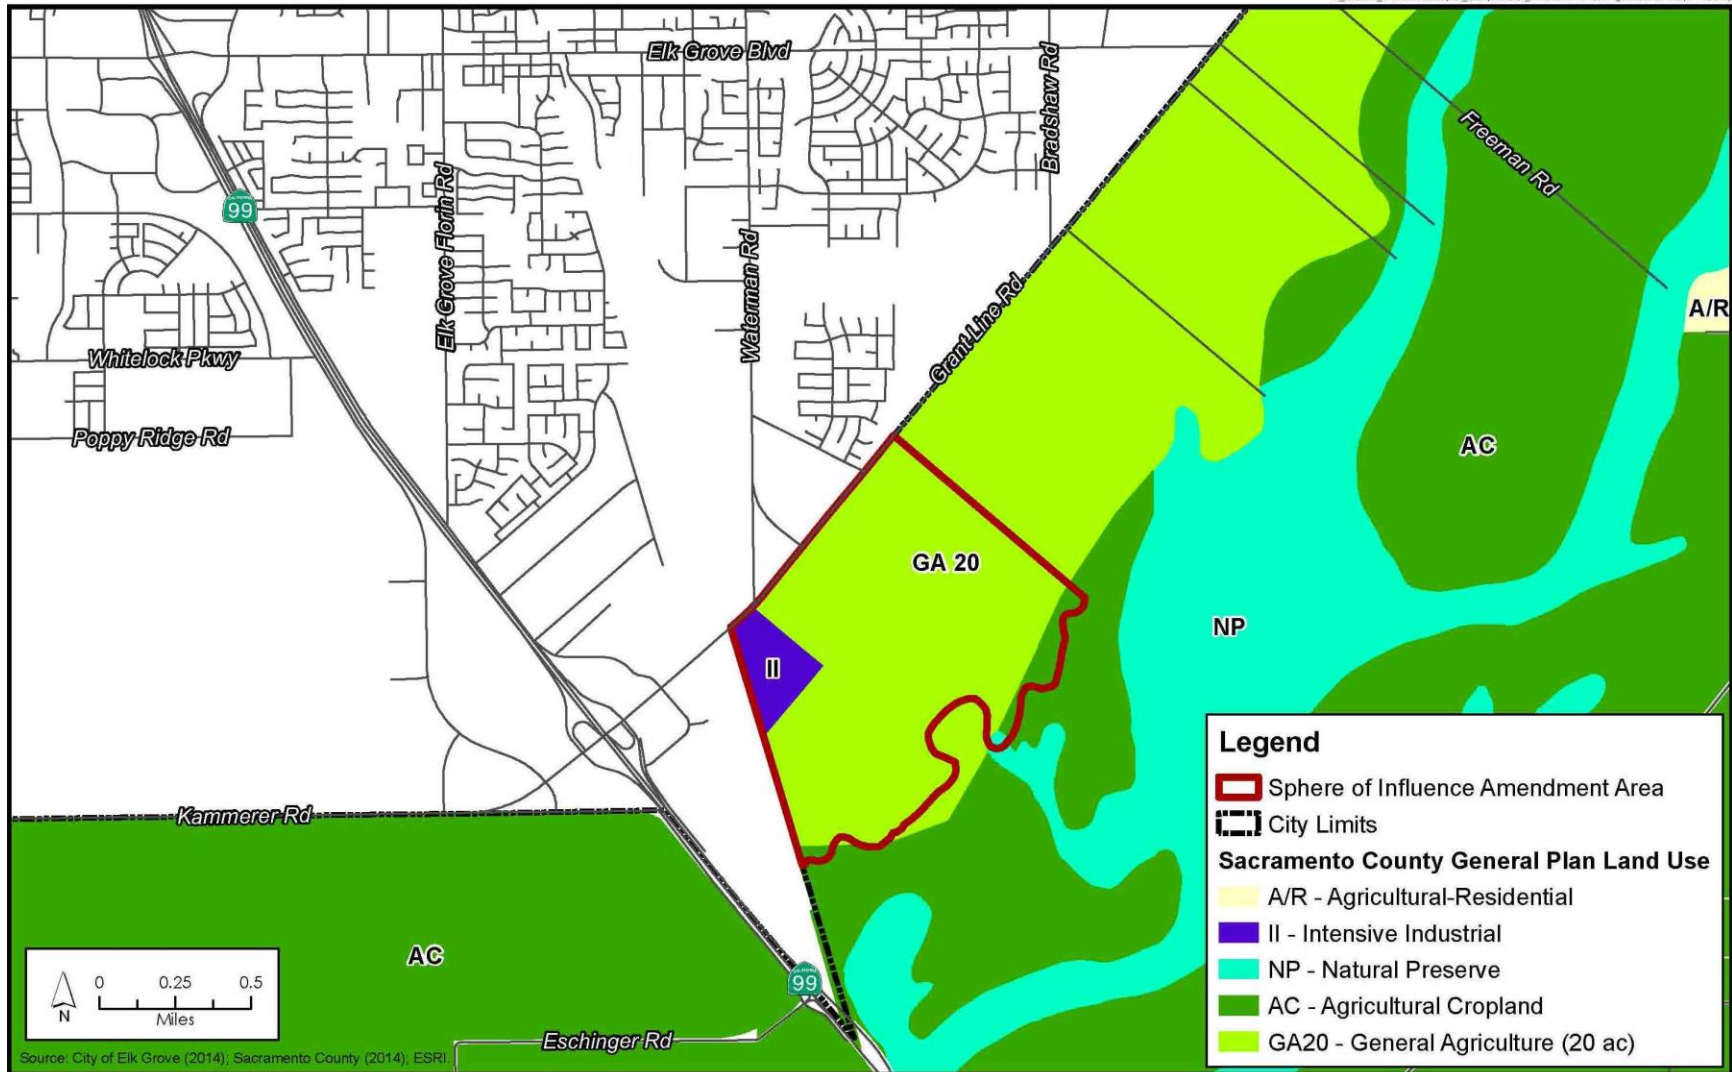 Elk Grove Blvd
Bradshaw Rd
Freeman Rd
99
Elk Grove Florin Rd
Waterman Rd
Grant Line Rd
A/R
Whitelock Pkwy
Poppy Ridge Rd
AC
GA 20
NP
II
Kammerer Rd
AC
99
Eschinger Rd
0 0.25 0.5
Miles
N
Source: City of Elk Grove (2014); Sacramento County (2014); ESRI.
Legend
Sphere of Influence Amendment Area
City Limits
Sacramento County General Plan Land Use
A/R - Agricultural-Residential
II - Intensive Industrial
NP - Natural Preserve
AC - Agricultural Cropland
GA20 - General Agriculture (20 ac)